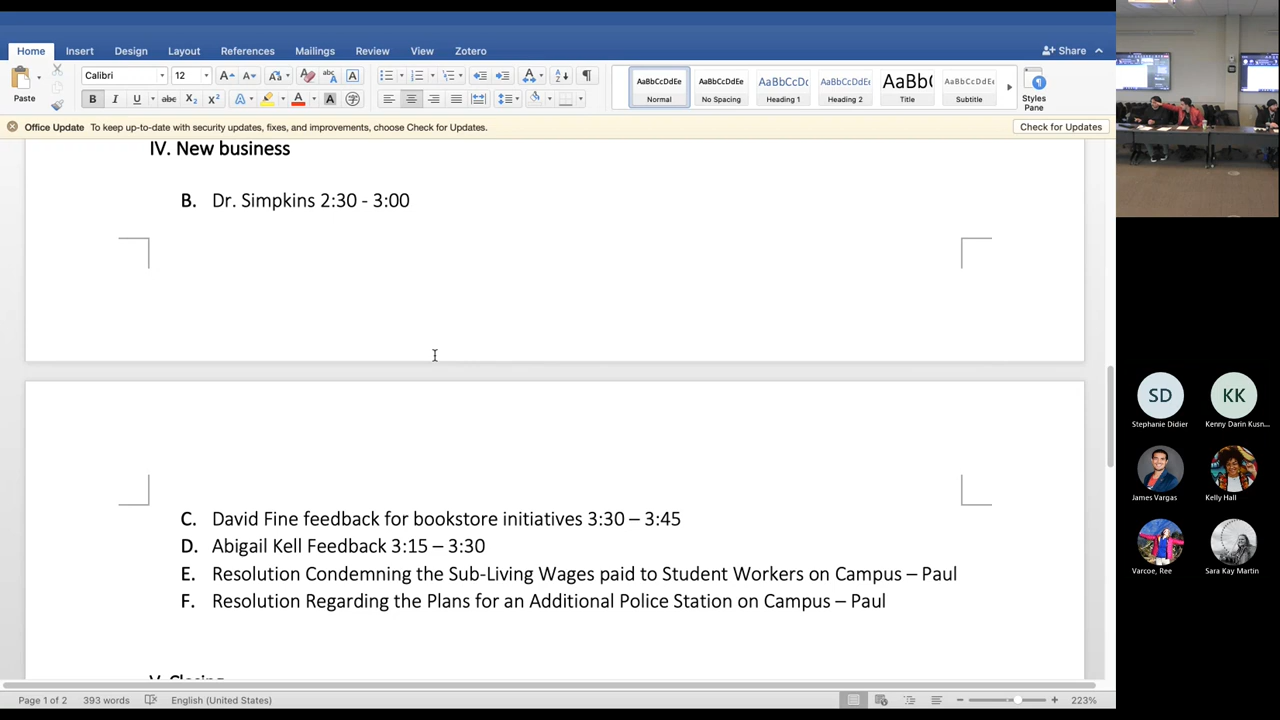 Home Insert Design Layout References Mailings Review View Zotero Share
Paste
Calibri 12
AaBbCcDdEe AaBbCcDdEe AaBbCcDc AaBbCcDdE AaBb( AaBbCcDdEe
Normal No Spacing Heading 1 Heading 2 Title Subtitle
Styles
Pane
Office Update To keep up-to-date with security updates, fixes, and improvements, choose Check for Updates. Check for Updates
IV. New business
B. Dr. Simpkins 2:30 - 3:00
C. David Fine feedback for bookstore initiatives 3:30 – 3:45
D. Abigail Kell Feedback 3:15 – 3:30
E. Resolution Condemning the Sub-Living Wages paid to Student Workers on Campus – Paul
F. Resolution Regarding the Plans for an Additional Police Station on Campus – Paul
V. Closing
Page 1 of 2 393 words English (United States) 223%
SD KK
Stephanie Didier Kenny Darin Kusn...
James Vargas Kelly Hall
Varcoe, Ree Sara Kay Martin